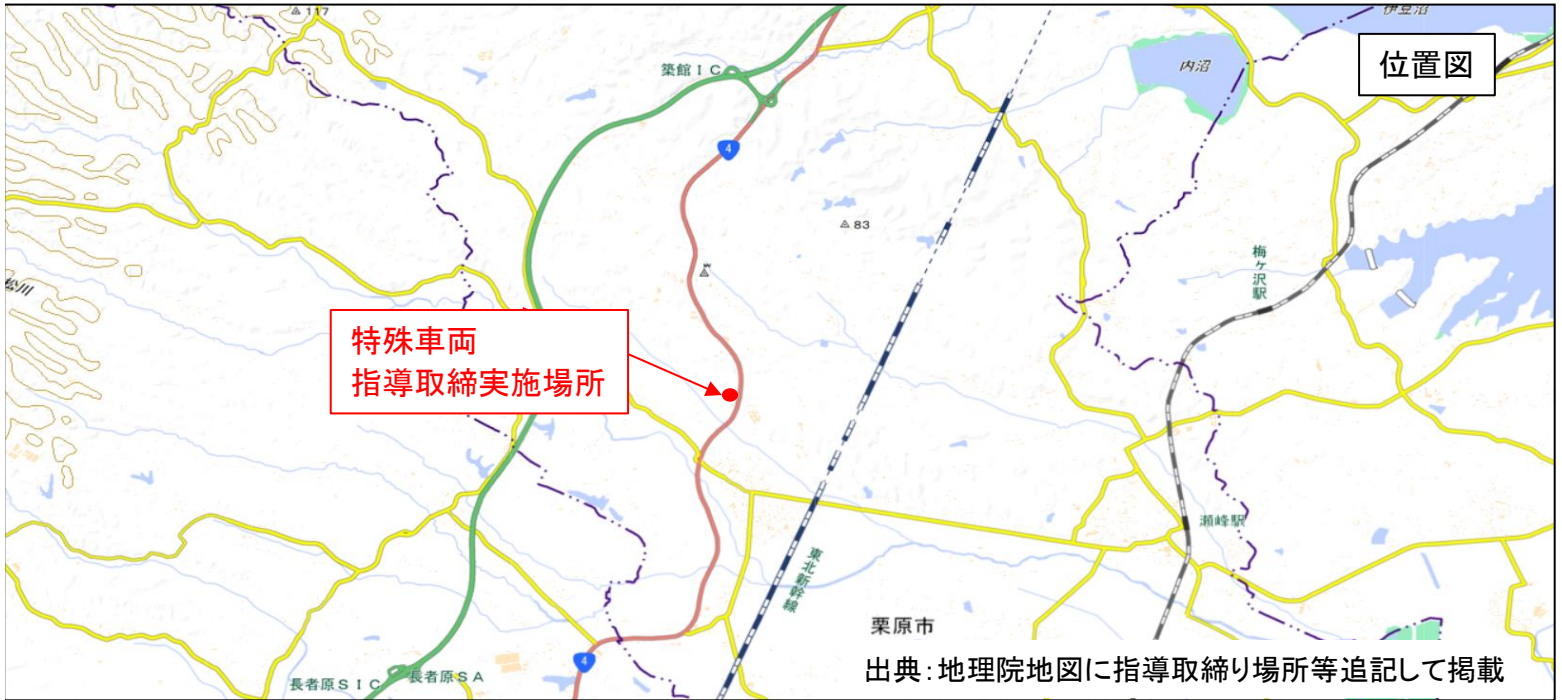 117
伊豆沼
位置図
築館IC
内沼
4
83
梅ヶ沢駅
特殊車両
指導取締実施場所
瀬峰駅
東北新幹線
栗原市
4
長者原SIC
長者原SA
出典:地理院地図に指導取締り場所等追記して掲載